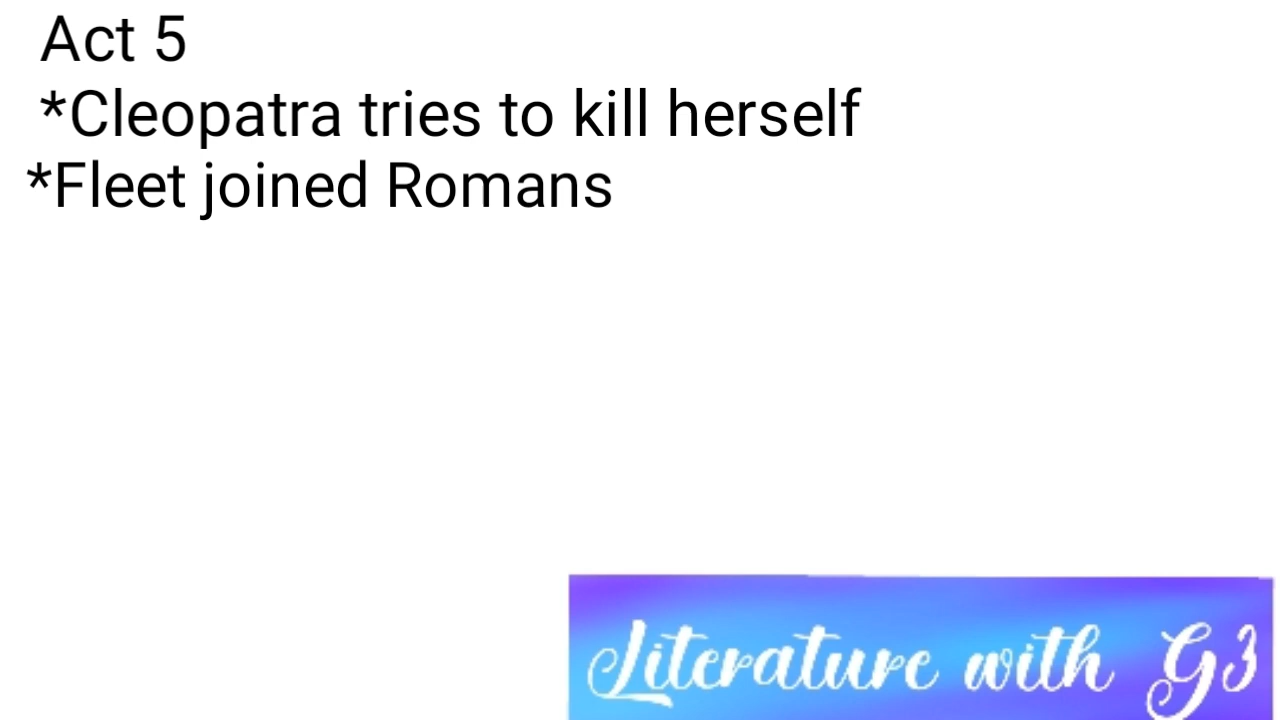 Act 5
*Cleopatra tries to kill herself
*Fleet joined Romans
Literature with G3